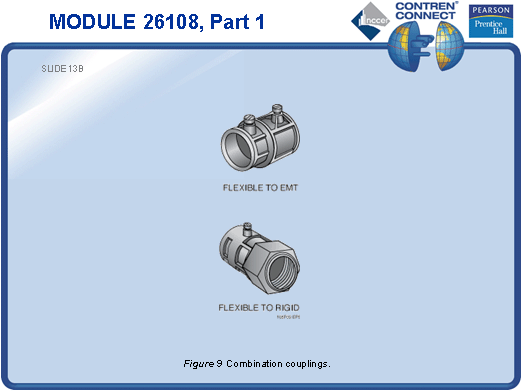 MODULE 26108, Part 1
nccer
CONTREN®
CONNECT
PEARSON
Prentice
Hall
SLIDE 13B
FLEXIBLE TO EMT
FLEXIBLE TO RIGID
Figure 9 Combination couplings.